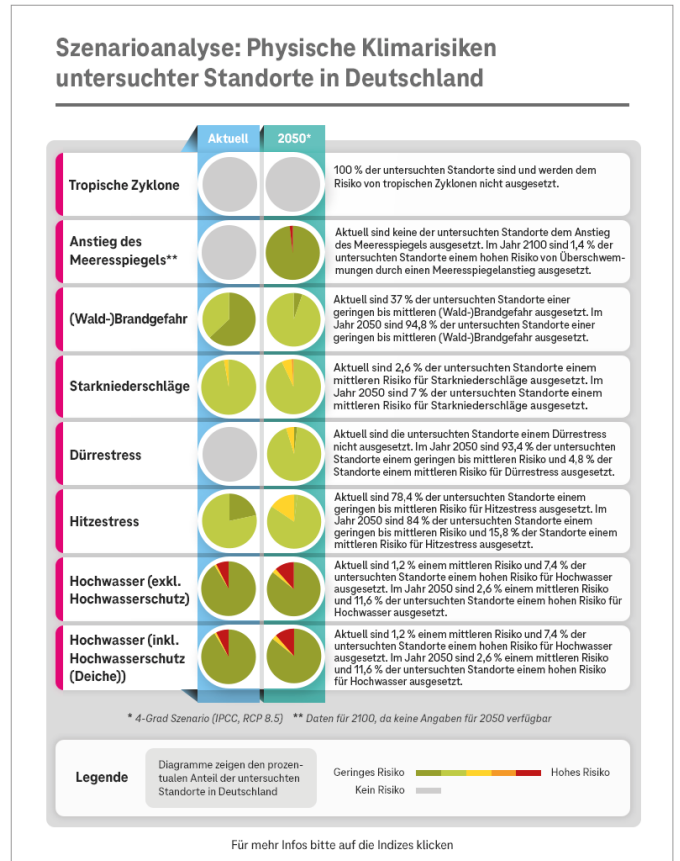 Szenarioanalyse: Physische Klimarisiken
untersuchter Standorte in Deutschland
Aktuell
2050*
Tropische Zyklone
100 % der untersuchten Standorte sind und werden dem
Risiko von tropischen Zyklonen nicht ausgesetzt.
Anstieg des
Meeresspiegels**
Aktuell sind keine der untersuchten Standorte dem Anstieg
des Meeresspiegels ausgesetzt. Im Jahr 2100 sind 1,4 % der
untersuchten Standorte einem hohen Risiko von Überschwem-
mungen durch einen Meeresspiegelanstieg ausgesetzt.
(Wald-)Brandgefahr
Aktuell sind 37 % der untersuchten Standorte einer
geringen bis mittleren (Wald-)Brandgefahr ausgesetzt. Im
Jahr 2050 sind 94,8 % der untersuchten Standorte einer
geringen bis mittleren (Wald-)Brandgefahr ausgesetzt.
Starkniederschläge
Aktuell sind 2,6 % der untersuchten Standorte einem
mittleren Risiko für Starkniederschläge ausgesetzt. Im
Jahr 2050 sind 7 % der untersuchten Standorte einem
mittleren Risiko für Starkniederschläge ausgesetzt.
Dürrestress
Aktuell sind die untersuchten Standorte einem Dürrestress
nicht ausgesetzt. Im Jahr 2050 sind 93,4 % der untersuchten
Standorte einem geringen bis mittleren Risiko und 4,8 % der
Standorte einem mittleren Risiko für Dürrestress ausgesetzt.
Hitzestress
Aktuell sind 78,4 % der untersuchten Standorte einem
geringen bis mittleren Risiko für Hitzestress ausgesetzt. Im
Jahr 2050 sind 84 % der untersuchten Standorte einem
geringen bis mittleren Risiko und 15,8 % der Standorte einem
mittleren Risiko für Hitzestress ausgesetzt.
Hochwasser (exkl.
Hochwasserschutz)
Aktuell sind 1,2 % einem mittleren Risiko und 7,4 % der
untersuchten Standorte einem hohen Risiko für Hochwasser
ausgesetzt. Im Jahr 2050 sind 2,6 % einem mittleren Risiko
und 11,6 % der untersuchten Standorte einem hohen Risiko für
Hochwasser ausgesetzt.
Hochwasser (inkl.
Hochwasserschutz
(Deiche))
Aktuell sind 1,2 % einem mittleren Risiko und 7,4 % der
untersuchten Standorte einem hohen Risiko für Hochwasser
ausgesetzt. Im Jahr 2050 sind 2,6 % einem mittleren Risiko
und 11,6 % der untersuchten Standorte einem hohen Risiko
für Hochwasser ausgesetzt.
* 4-Grad Szenario (IPCC, RCP 8.5) ** Daten für 2100, da keine Angaben für 2050 verfügbar
Legende
Diagramme zeigen den prozen-
tualen Anteil der untersuchten
Standorte in Deutschland
Geringes Risiko
Hohes Risiko
Kein Risiko
Für mehr Infos bitte auf die Indizes klicken